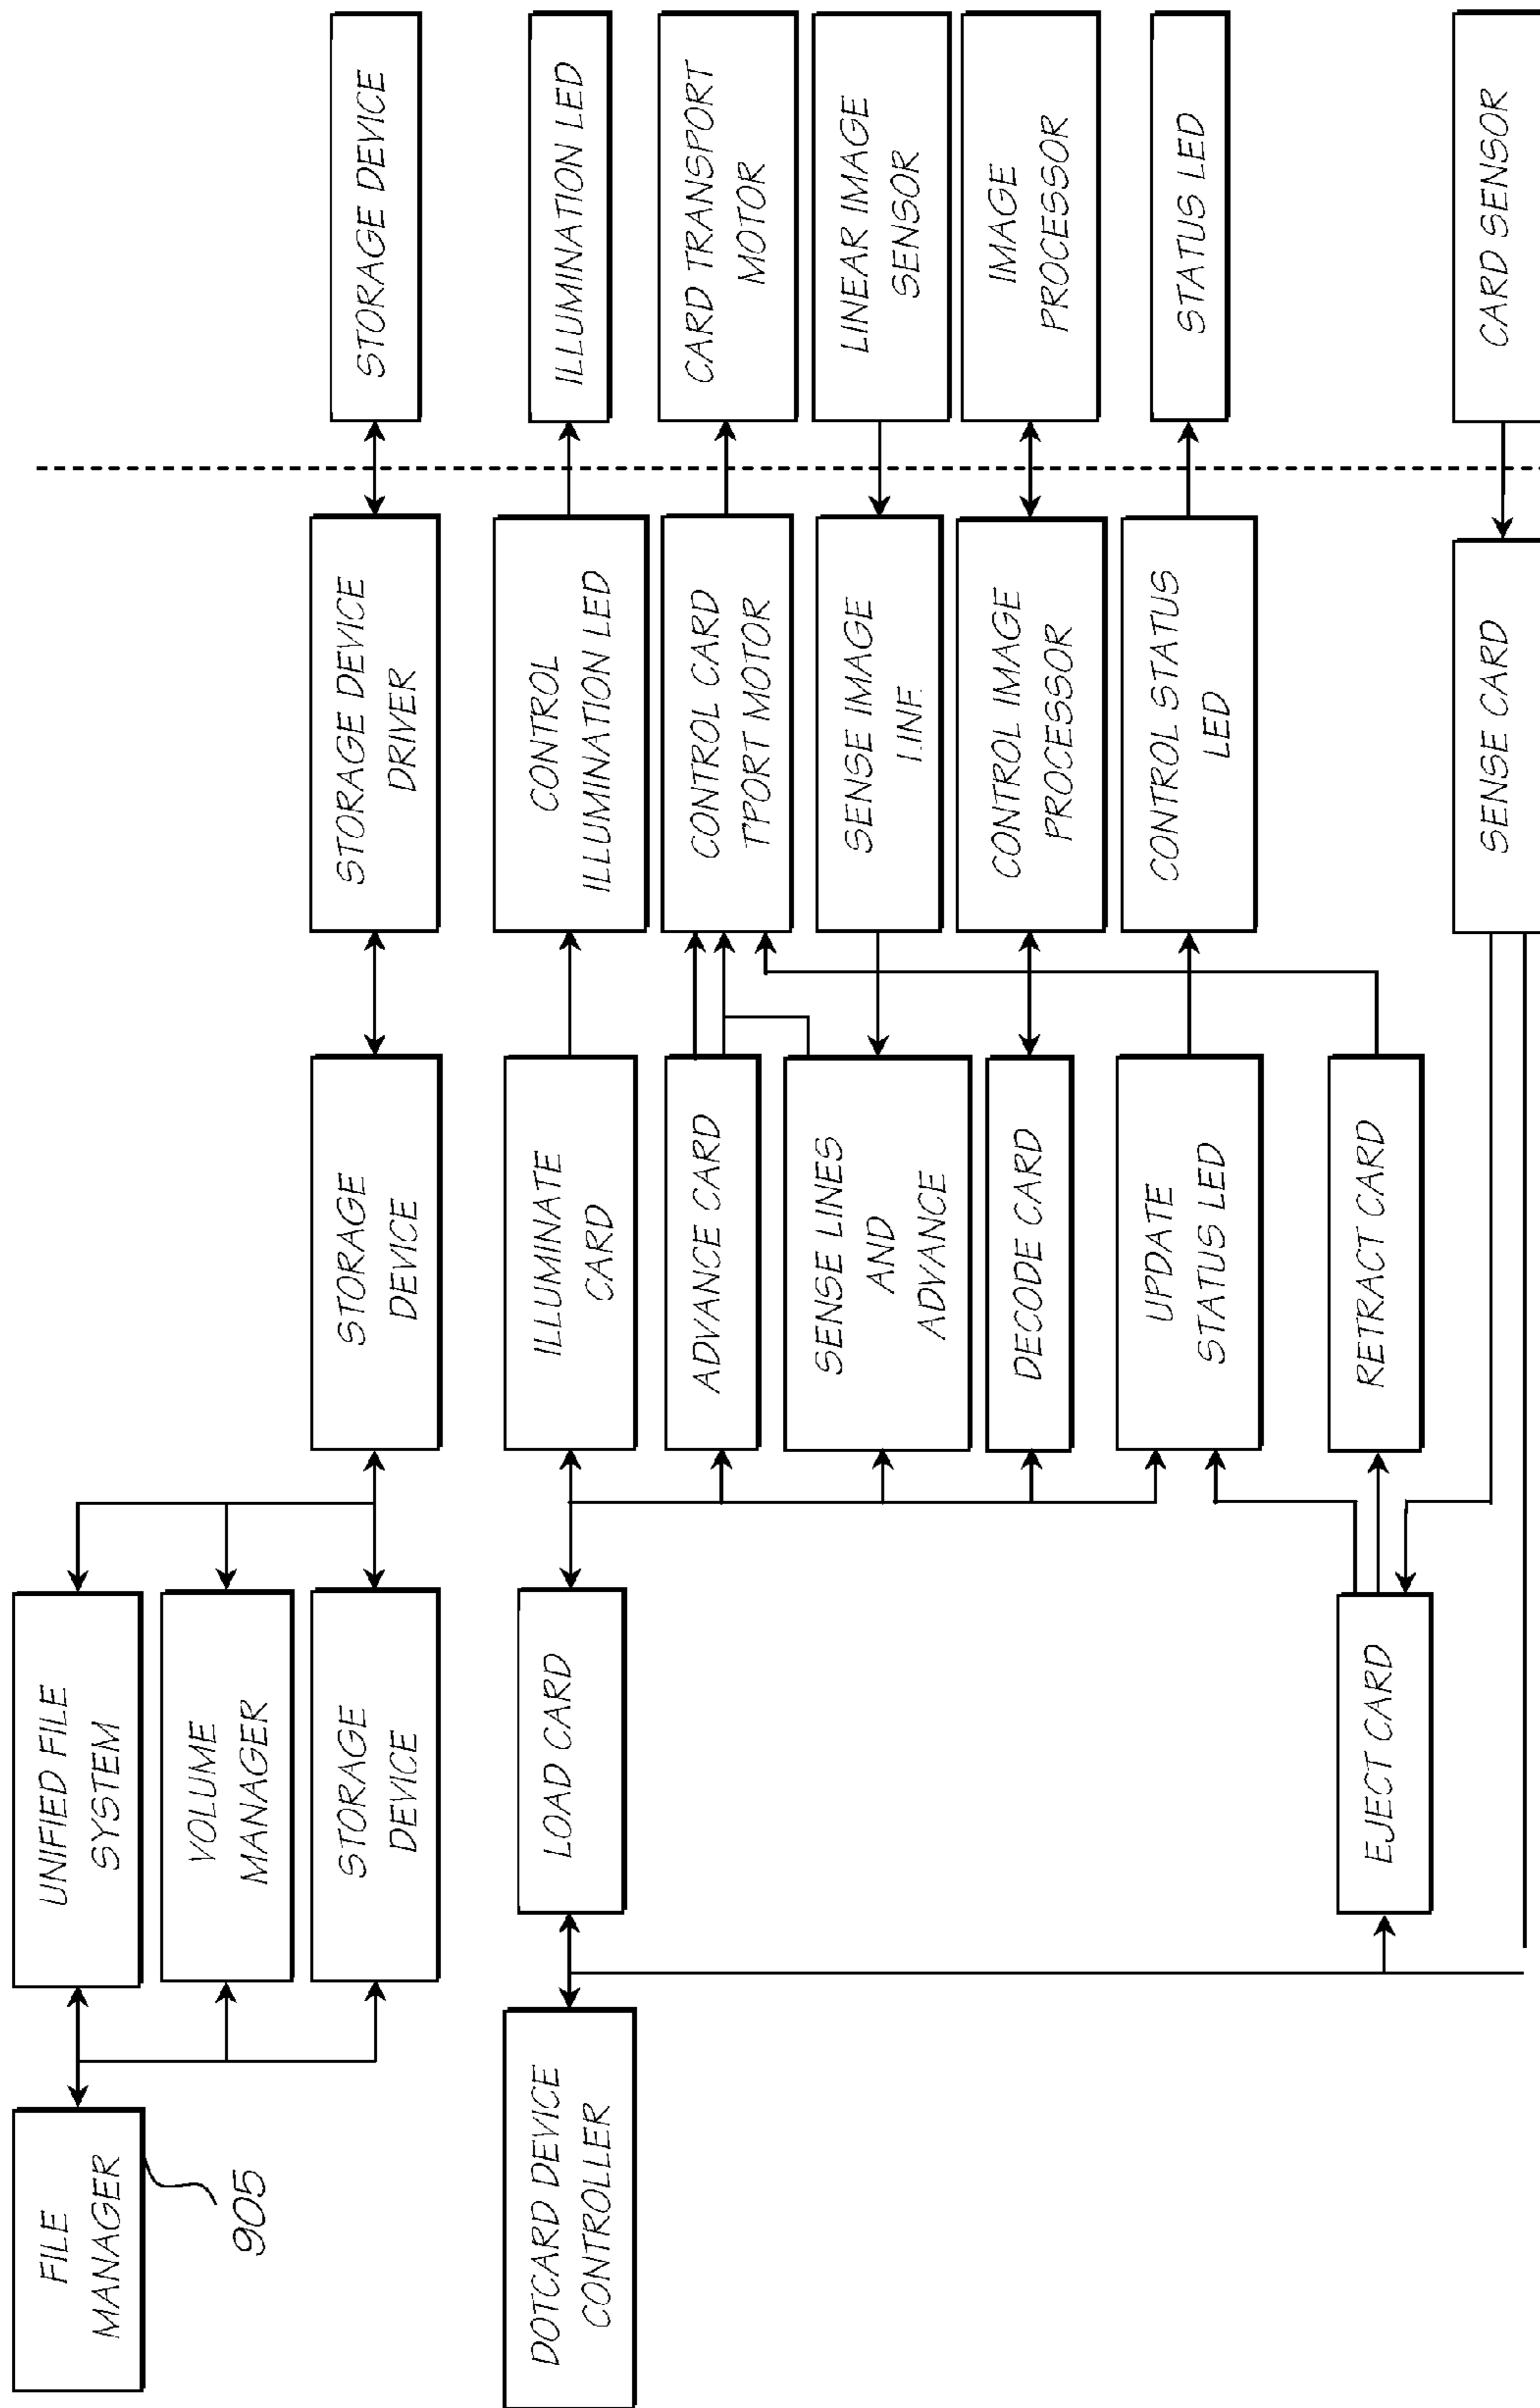 FILE
MANAGER
905
UNIFIED FILE
SYSTEM
VOLUME
MANAGER
STORAGE
DEVICE
STORAGE
DEVICE
STORAGE DEVICE
DRIVER
STORAGE DEVICE
DOTCARD DEVICE
CONTROLLER
LOAD CARD
ILLUMINATE
CARD
CONTROL
ILLUMINATION LED
ILLUMINATION LED
ADVANCE CARD
CONTROL CARD
TPORT MOTOR
CARD TRANSPORT
MOTOR
SENSE LINES
AND
ADVANCE
SENSE IMAGE
LINE
LINEAR IMAGE
SENSOR
DECODE CARD
CONTROL IMAGE
PROCESSOR
IMAGE
PROCESSOR
UPDATE
STATUS LED
CONTROL STATUS
LED
STATUS LED
EJECT CARD
RETRACT CARD
SENSE CARD
CARD SENSOR